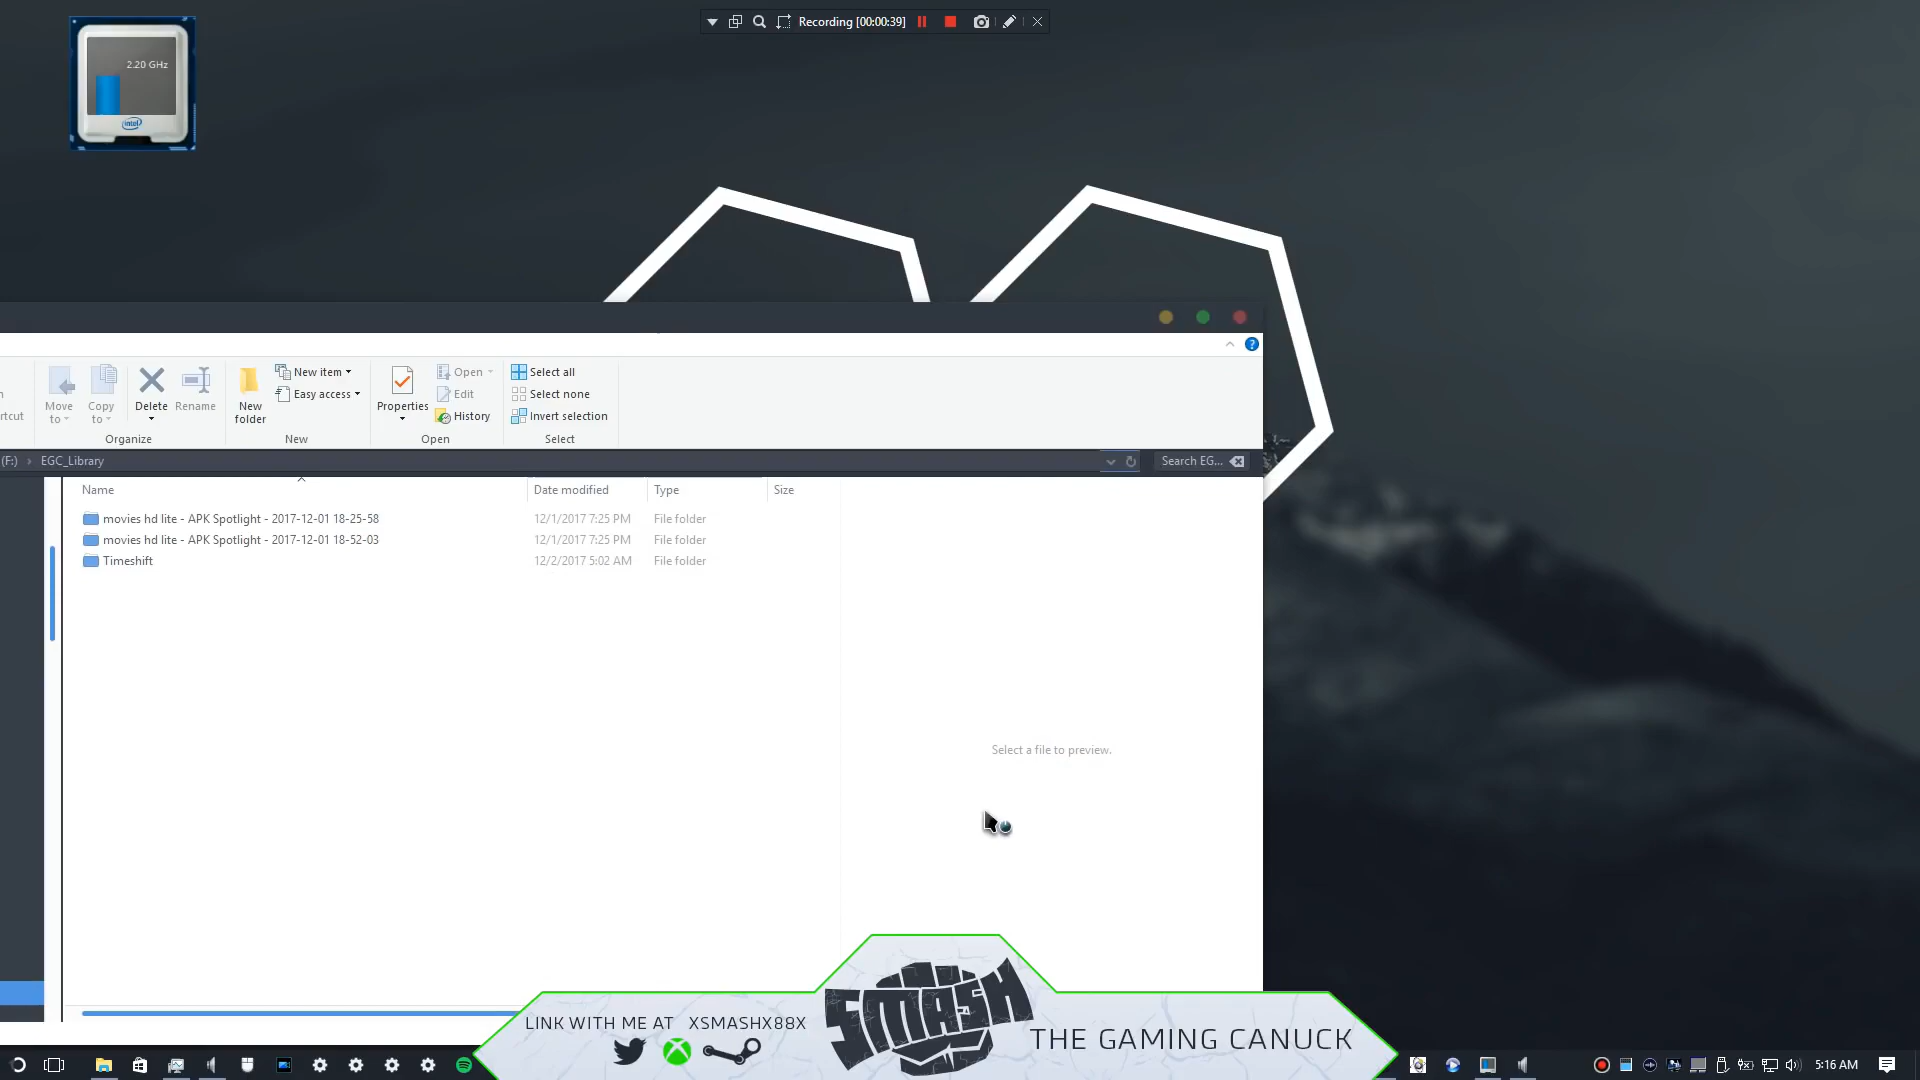 Recording [00:00:39]
2.20 GHz
intel
Move to
Copy to
Delete
Rename
New folder
New item
Easy access
Properties
Open
Edit
History
Select all
Select none
Invert selection
rtcut
Organize
New
Open
Select
(F:) › EGC_Library
Search EG...
Name
Date modified
Type
Size
movies hd lite - APK Spotlight - 2017-12-01 18-25-58 12/1/2017 7:25 PM File folder
movies hd lite - APK Spotlight - 2017-12-01 18-52-03 12/1/2017 7:25 PM File folder
Timeshift 12/2/2017 5:02 AM File folder
Select a file to preview.
LINK WITH ME AT XSMASHX88X
SMASH
THE GAMING CANUCK
5:16 AM